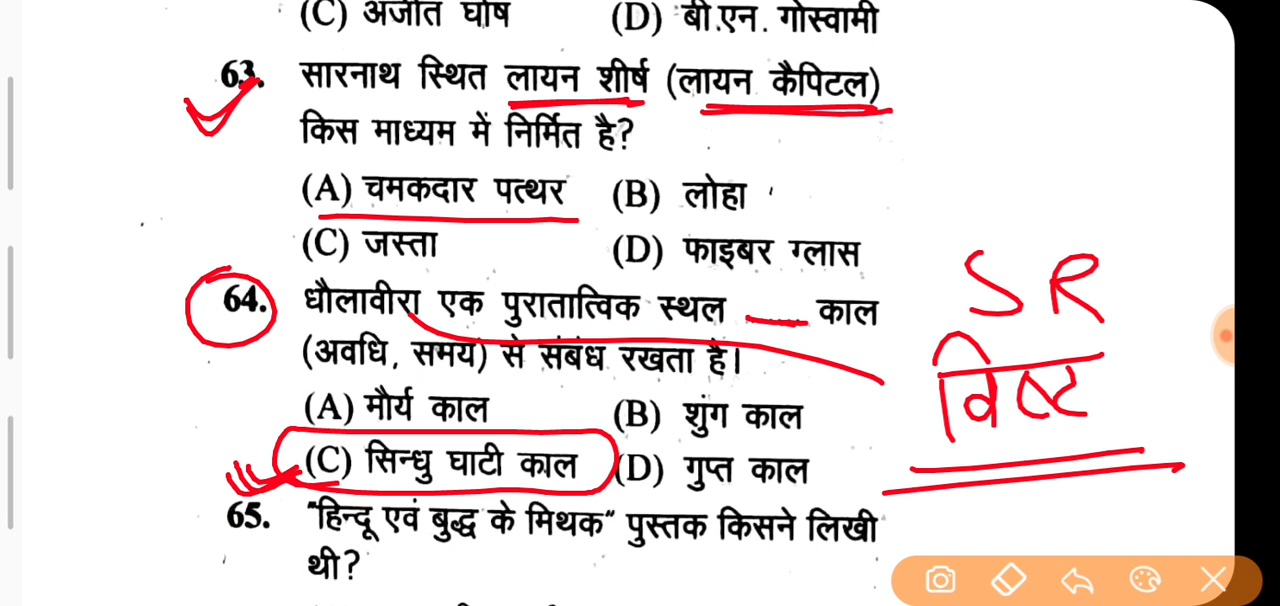 (C) अजीत घोष (D) बी.एन. गोस्वामी
63. सारनाथ स्थित लायन शीर्ष (लायन कैपिटल)
किस माध्यम में निर्मित है?
(A) चमकदार पत्थर (B) लोहा
(C) जस्ता (D) फाइबर ग्लास
64. धौलावीरा एक पुरातात्विक स्थल ___ काल
(अवधि, समय) से संबंध रखता है।
(A) मौर्य काल (B) शुंग काल
(C) सिन्धु घाटी काल (D) गुप्त काल
65. "हिन्दू एवं बुद्ध के मिथक" पुस्तक किसने लिखी
थी?
SR